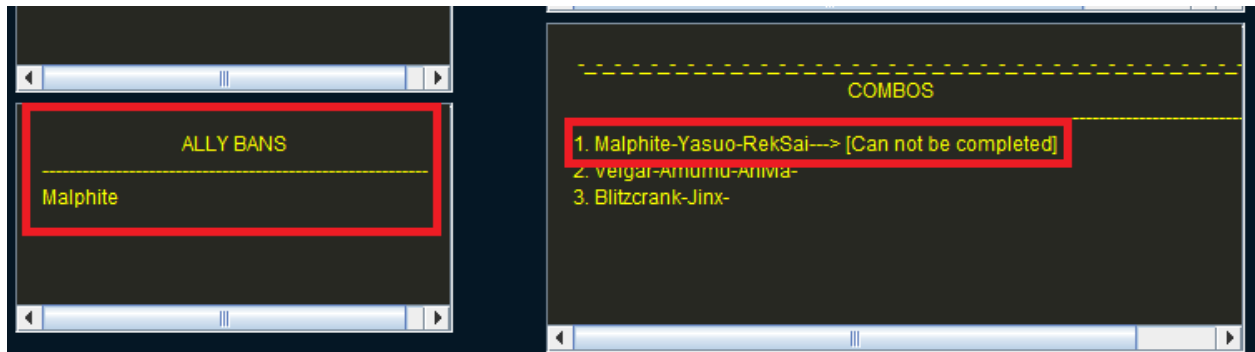 ALLY BANS
Malphite
COMBOS
1. Malphite-Yasuo-RekSai---> [Can not be completed]
2. Veigar-Amumu-Anivia-
3. Blitzcrank-Jinx-